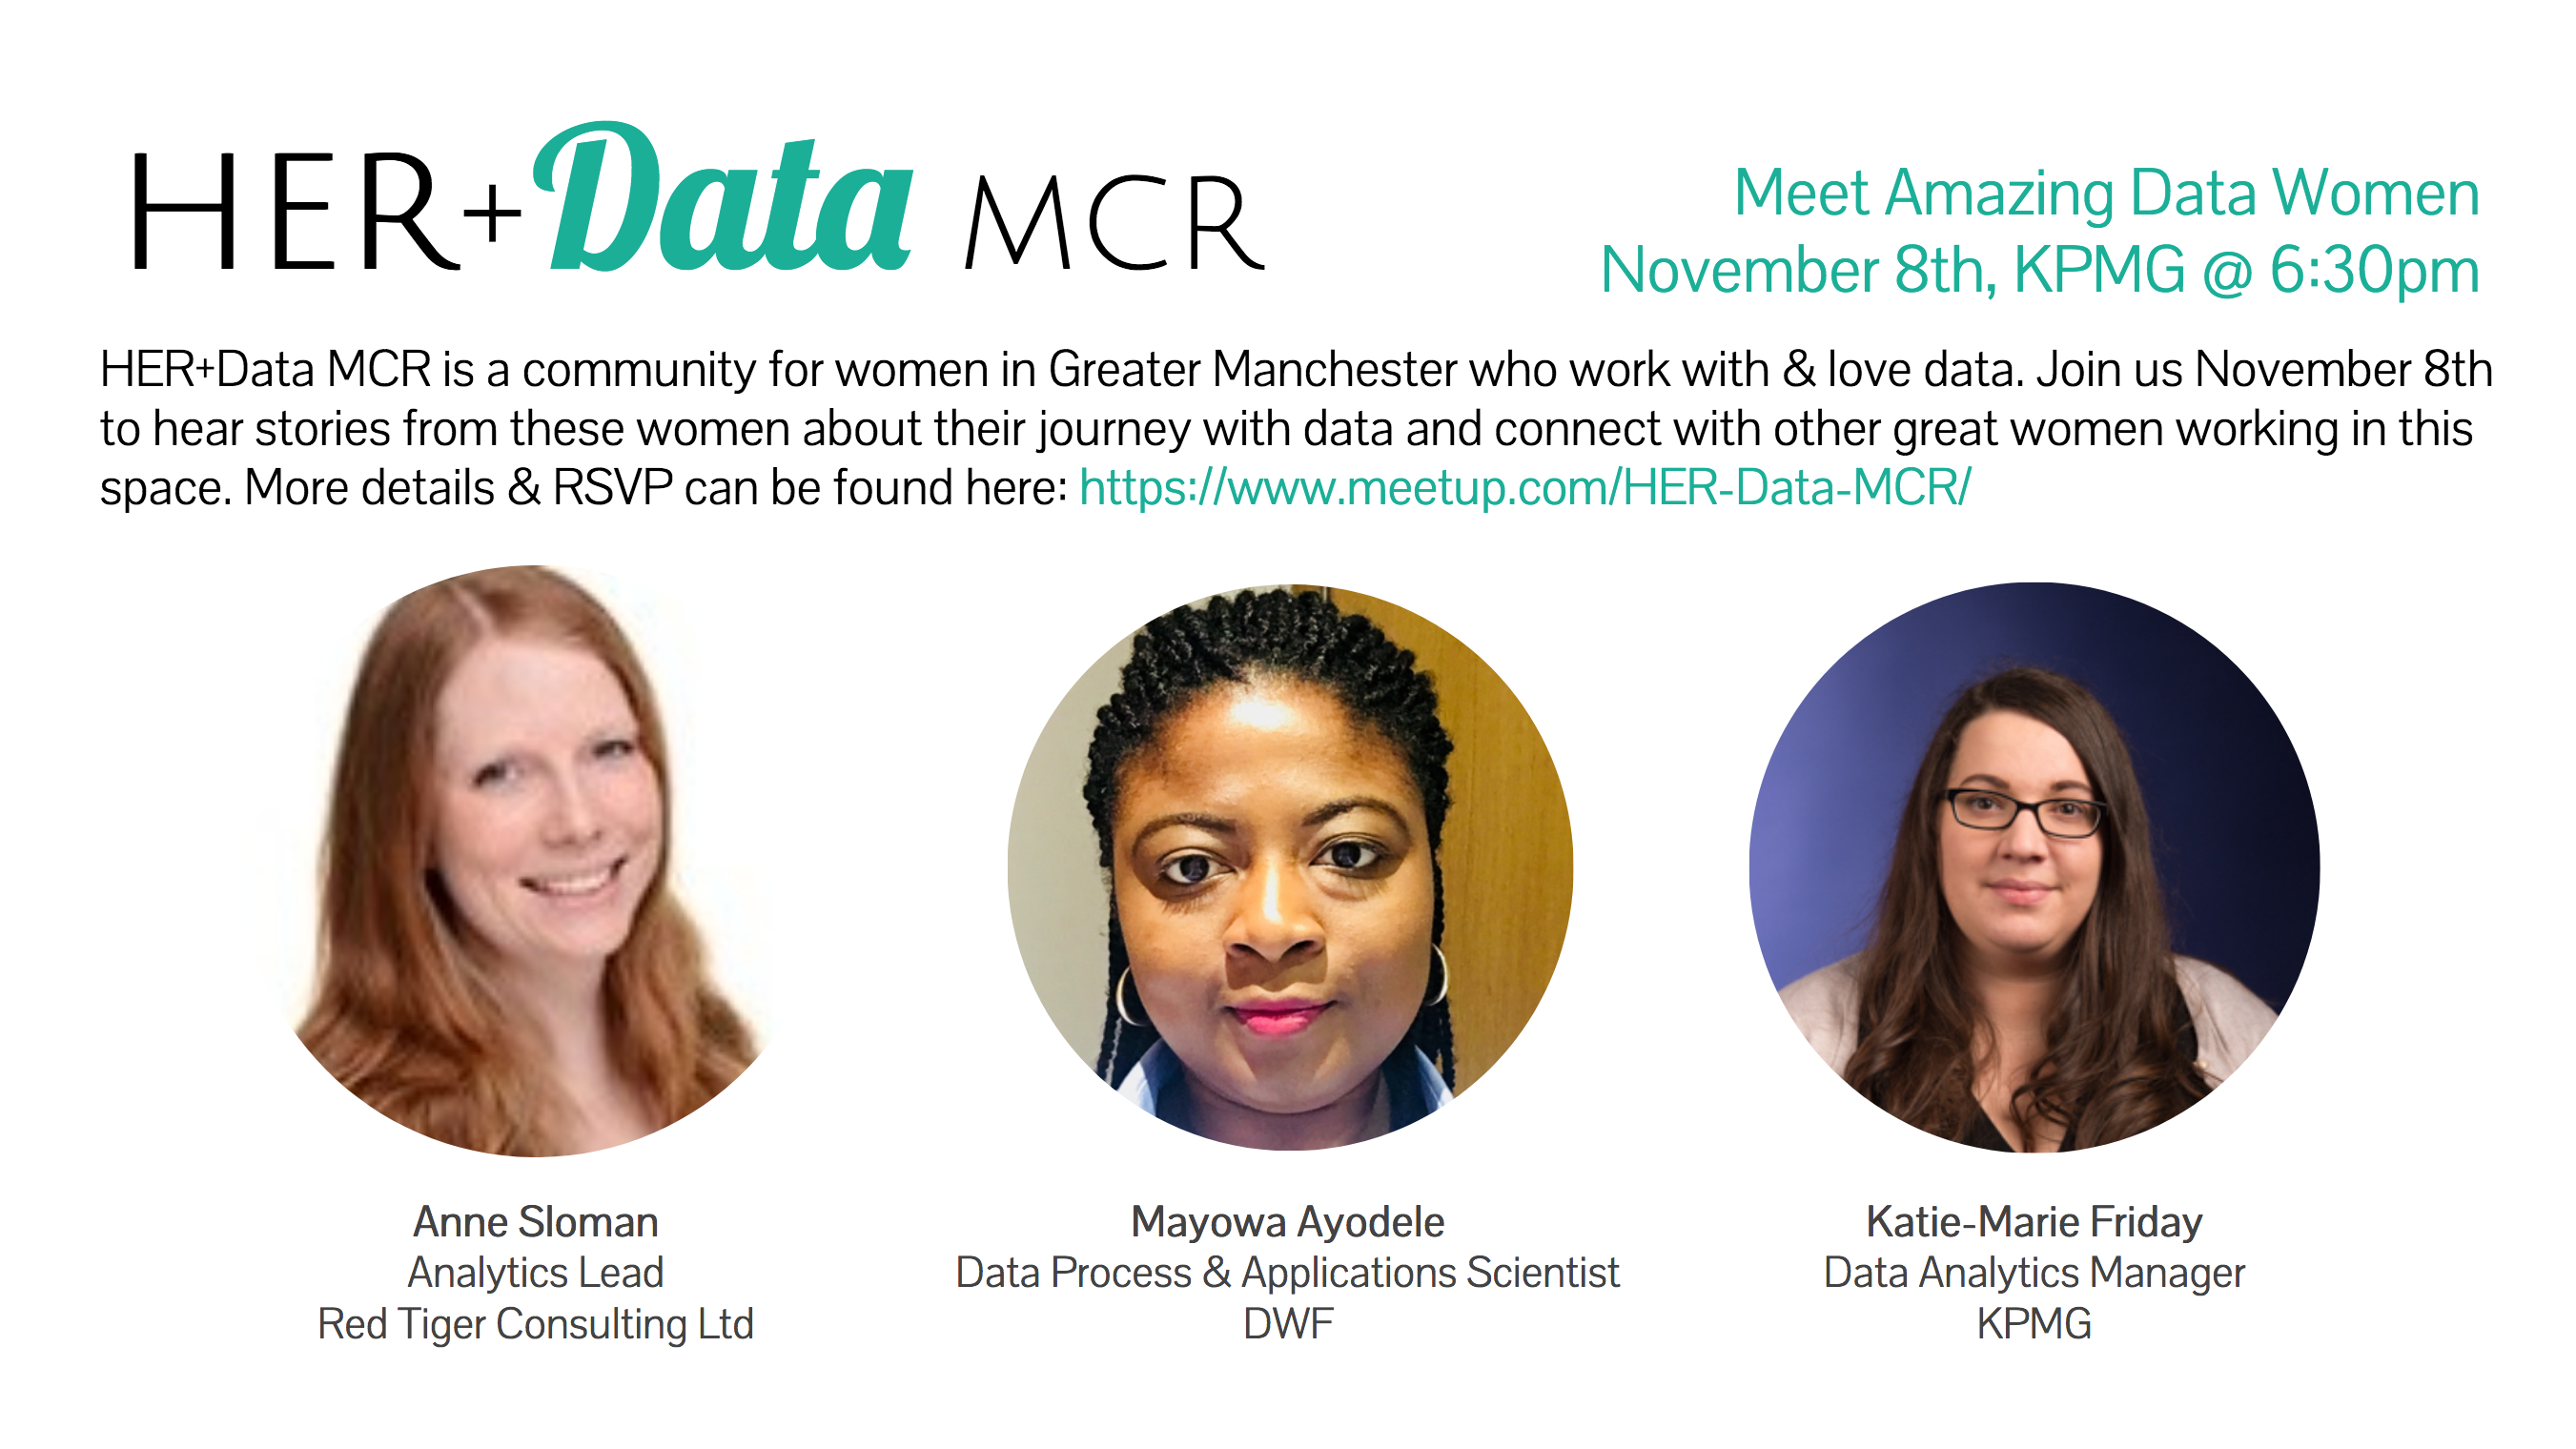 HER+Data MCR
Meet Amazing Data Women
November 8th, KPMG @ 6:30pm
HER+Data MCR is a community for women in Greater Manchester who work with & love data. Join us November 8th
to hear stories from these women about their journey with data and connect with other great women working in this
space. More details & RSVP can be found here: https://www.meetup.com/HER-Data-MCR/
Anne Sloman
Analytics Lead
Red Tiger Consulting Ltd
Mayowa Ayodele
Data Process & Applications Scientist
DWF
Katie-Marie Friday
Data Analytics Manager
KPMG